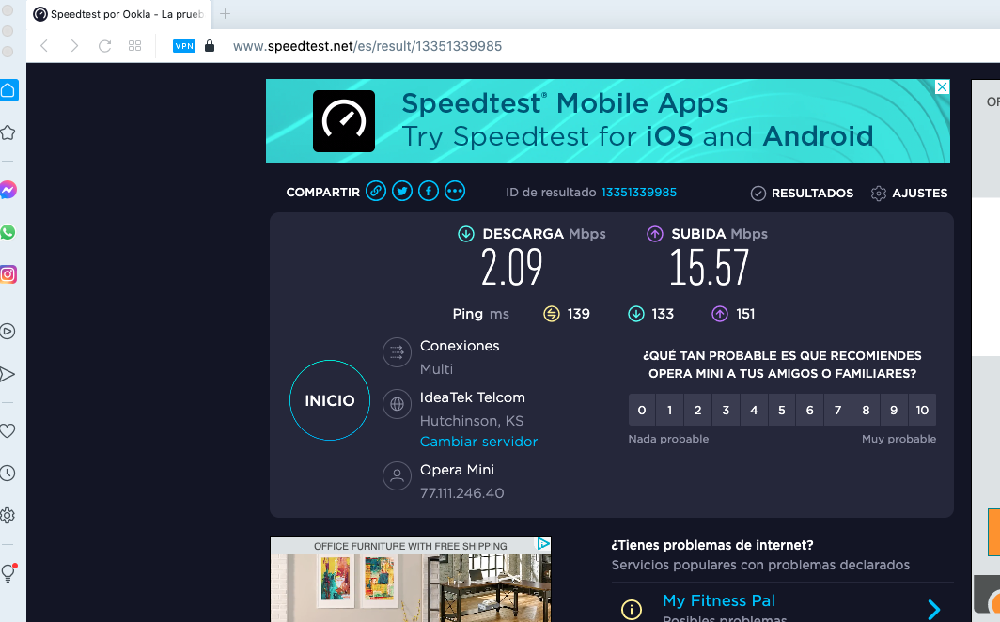 Speedtest por Ookla - La prueb
VPN
www.speedtest.net/es/result/13351339985
Speedtest® Mobile Apps
Try Speedtest for iOS and Android
COMPARTIR
ID de resultado 13351339985
RESULTADOS
AJUSTES
DESCARGA Mbps
SUBIDA Mbps
2.09
15.57
Ping ms
139
133
151
Conexiones
Multi
¿QUÉ TAN PROBABLE ES QUE RECOMIENDES
OPERA MINI A TUS AMIGOS O FAMILIARES?
INICIO
IdeaTek Telcom
Hutchinson, KS
Cambiar servidor
0 1 2 3 4 5 6 7 8 9 10
Nada probable
Muy probable
Opera Mini
77.111.246.40
OFFICE FURNITURE WITH FREE SHIPPING
¿Tienes problemas de internet?
Servicios populares con problemas declarados
My Fitness Pal
Posibles problemas